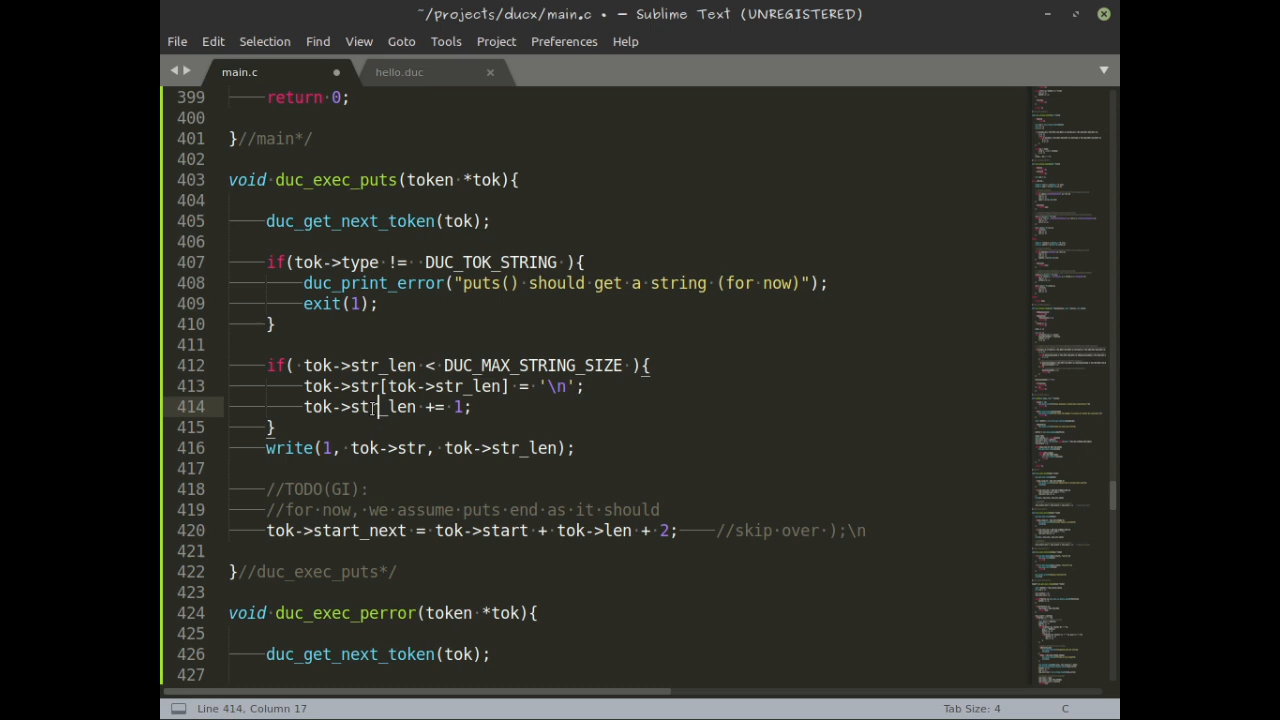 ~/projects/ducx/main.c • — Sublime Text (UNREGISTERED)
File Edit Selection Find View Goto Tools Project Preferences Help
main.c hello.duc
399 return 0;
400
401 }//main*/
402
403 void duc_exec_puts(token *tok){
404
405 duc_get_next_token(tok);
406
407 if(tok->type != DUC_TOK_STRING ){
408 duc_print_error("puts() should get a string (for now)");
409 exit(1);
410 }
411
412 if( tok->str_len < DUC_MAX_STRING_SIZE ){
413 tok->str[tok->str_len] = '\n';
414 tok->str_len += 1;
415 }
416 write(1, tok->str, tok->str_len);
417
418 //TODO(GI):
419 //for now we assume puts end as it should
420 tok->start_next = tok->start + tok->len + 2; //skip over );\n
421
422 }//duc_exec_puts*/
423
424 void duc_exec_perror(token *tok){
425
426 duc_get_next_token(tok);
427
Line 414, Column 17 Tab Size: 4 C